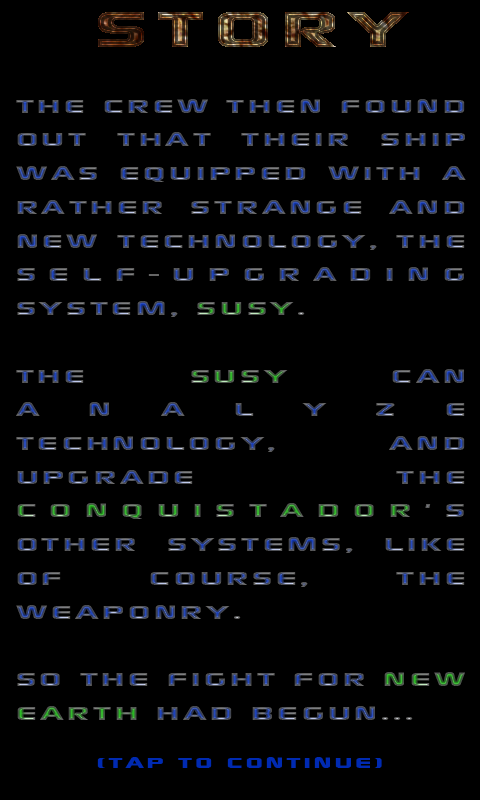 STORY
THE CREW THEN FOUND
OUT THAT THEIR SHIP
WAS EQUIPPED WITH A
RATHER STRANGE AND
NEW TECHNOLOGY, THE
SELF-UPGRADING
SYSTEM, SUSY.
THE SUSY CAN
ANALYZE
TECHNOLOGY, AND
UPGRADE THE
CONQUISTADOR'S
OTHER SYSTEMS, LIKE
OF COURSE, THE
WEAPONRY.
SO THE FIGHT FOR NEW
EARTH HAD BEGUN...
(TAP TO CONTINUE)